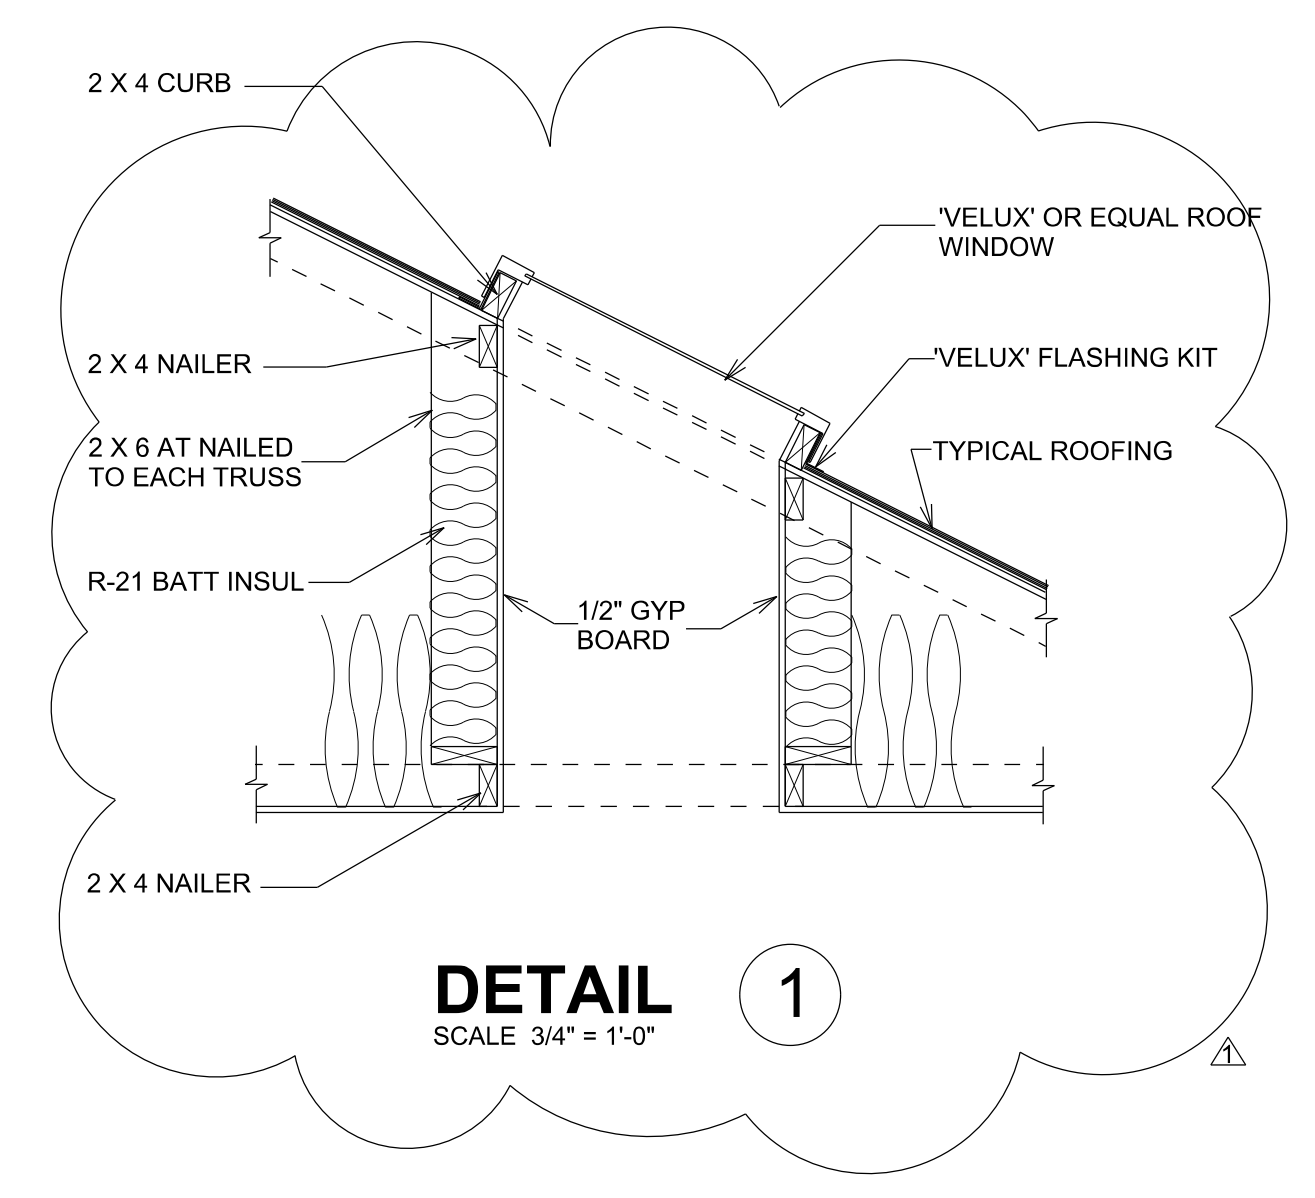 2 X 4 CURB
'VELUX' OR EQUAL ROOF
WINDOW
2 X 4 NAILER
'VELUX' FLASHING KIT
2 X 6 AT NAILED
TO EACH TRUSS
TYPICAL ROOFING
R-21 BATT INSUL
1/2" GYP
BOARD
2 X 4 NAILER
DETAIL 1
SCALE 3/4" = 1'-0"
1